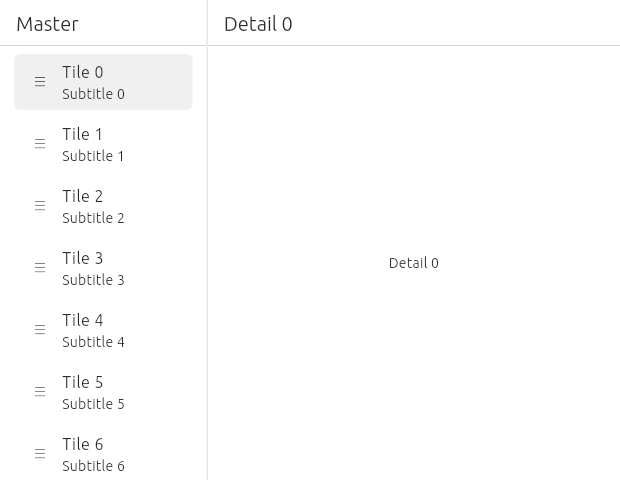 Master
Detail 0
Tile 0
Subtitle 0
Tile 1
Subtitle 1
Tile 2
Subtitle 2
Tile 3
Subtitle 3
Tile 4
Subtitle 4
Tile 5
Subtitle 5
Tile 6
Subtitle 6
Detail 0